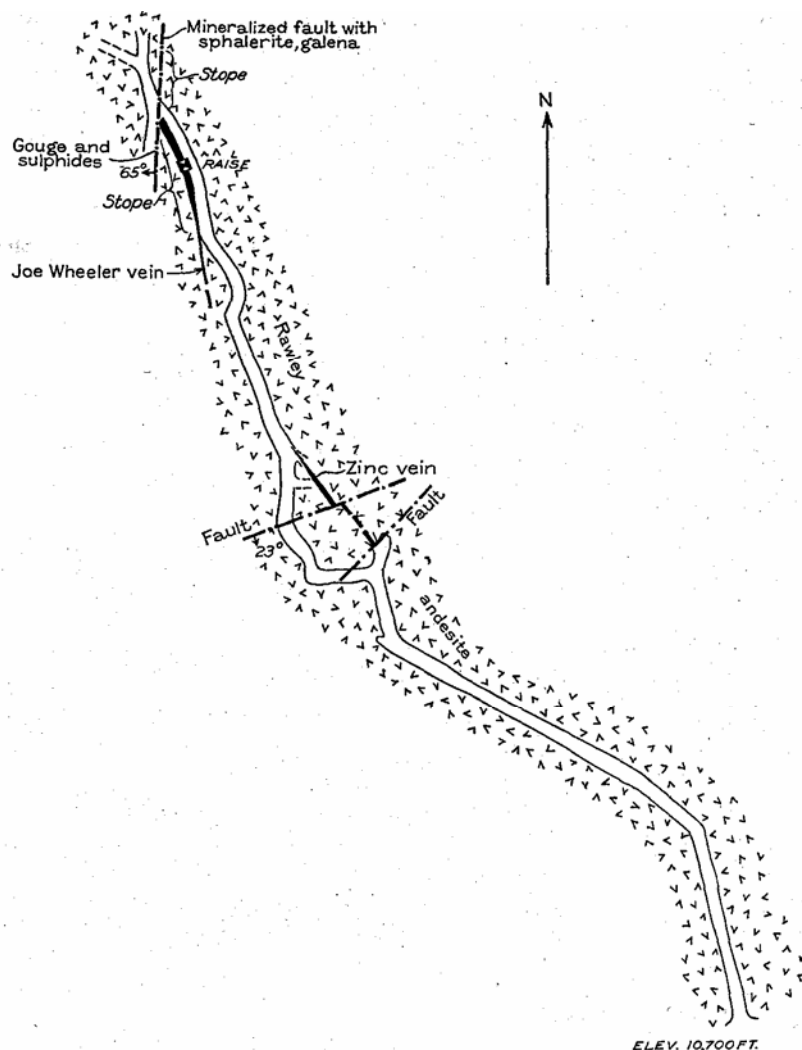 Mineralized fault with
sphalerite, galena
Stope
N
Gouge and
sulphides
65°
RAISE
Stope
Joe Wheeler vein
Rawley
Zinc vein
Fault
Fault
23°
andesite
ELEV. 10,700 FT.